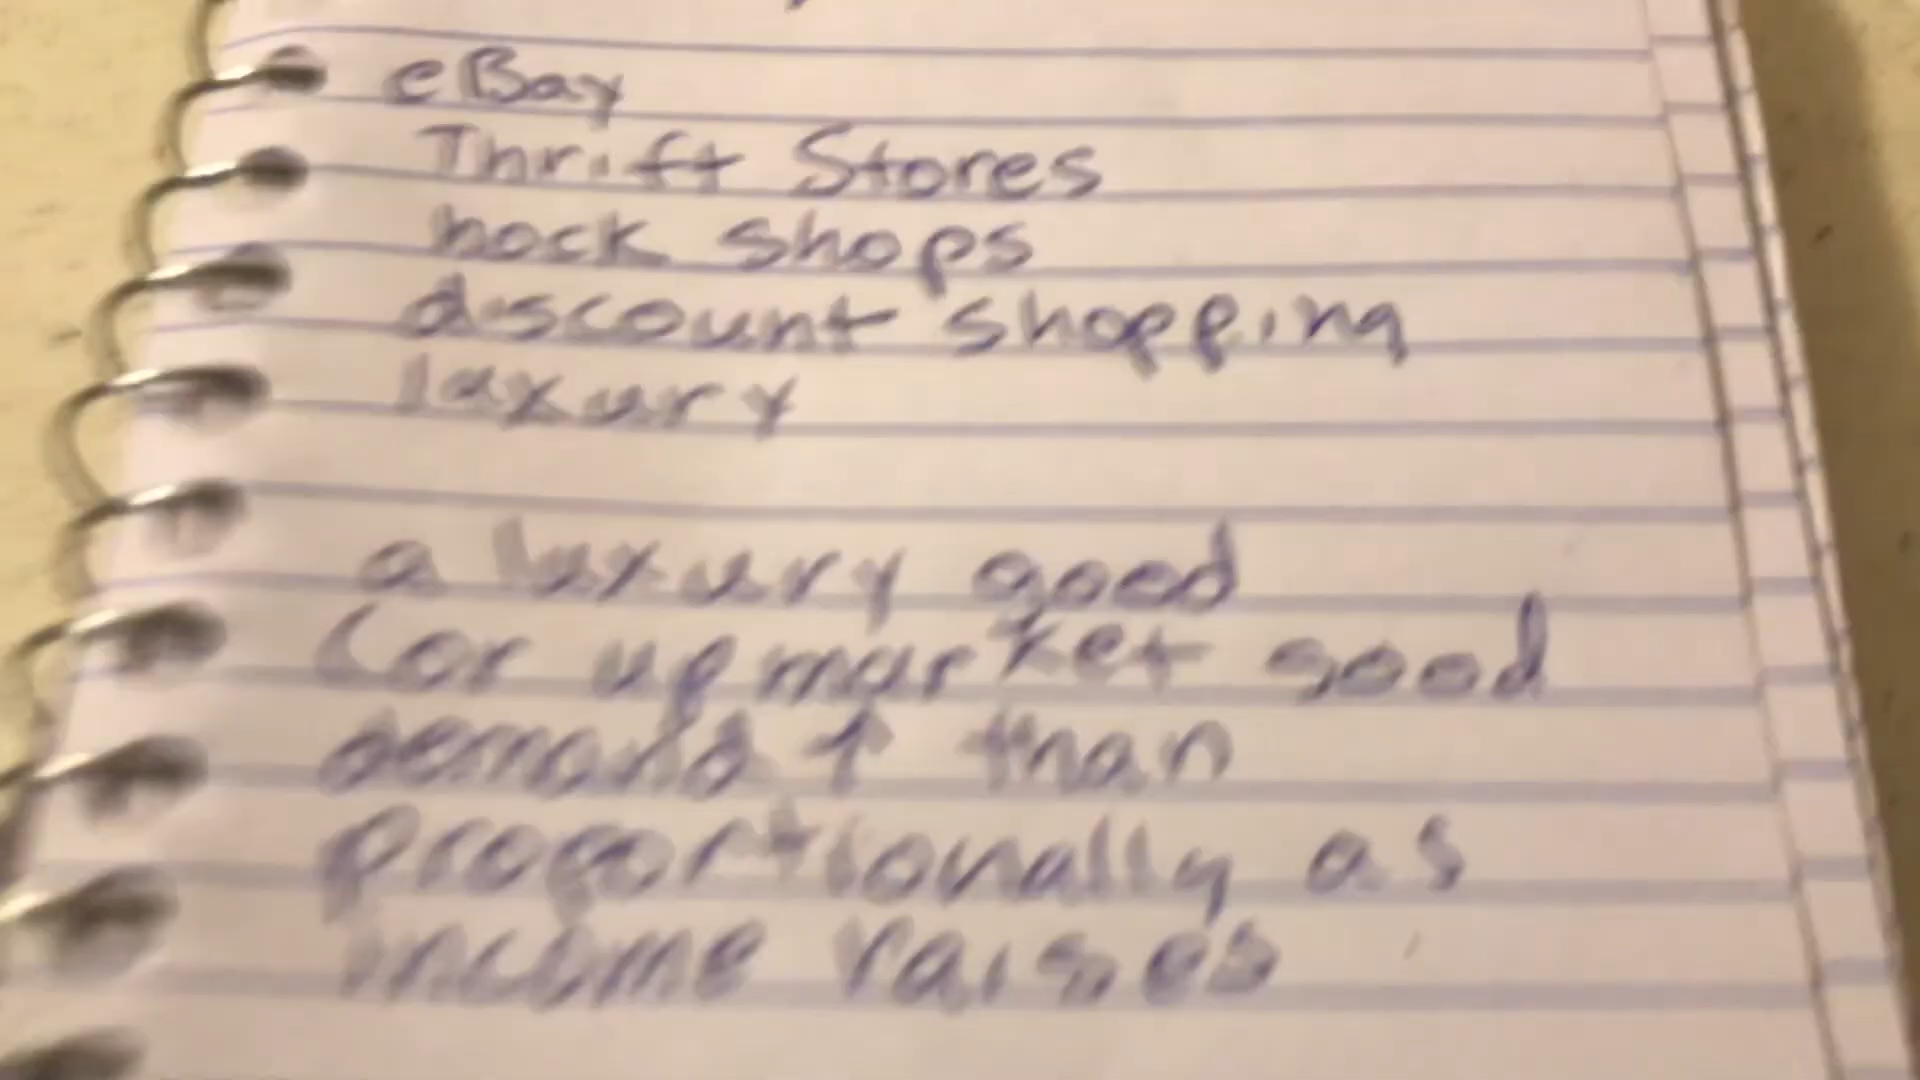 eBay
Thrift Stores
hock shops
discount shopping
luxury
a luxury good
(or upmarket good
demand ↑ than
proportionally as
income raises